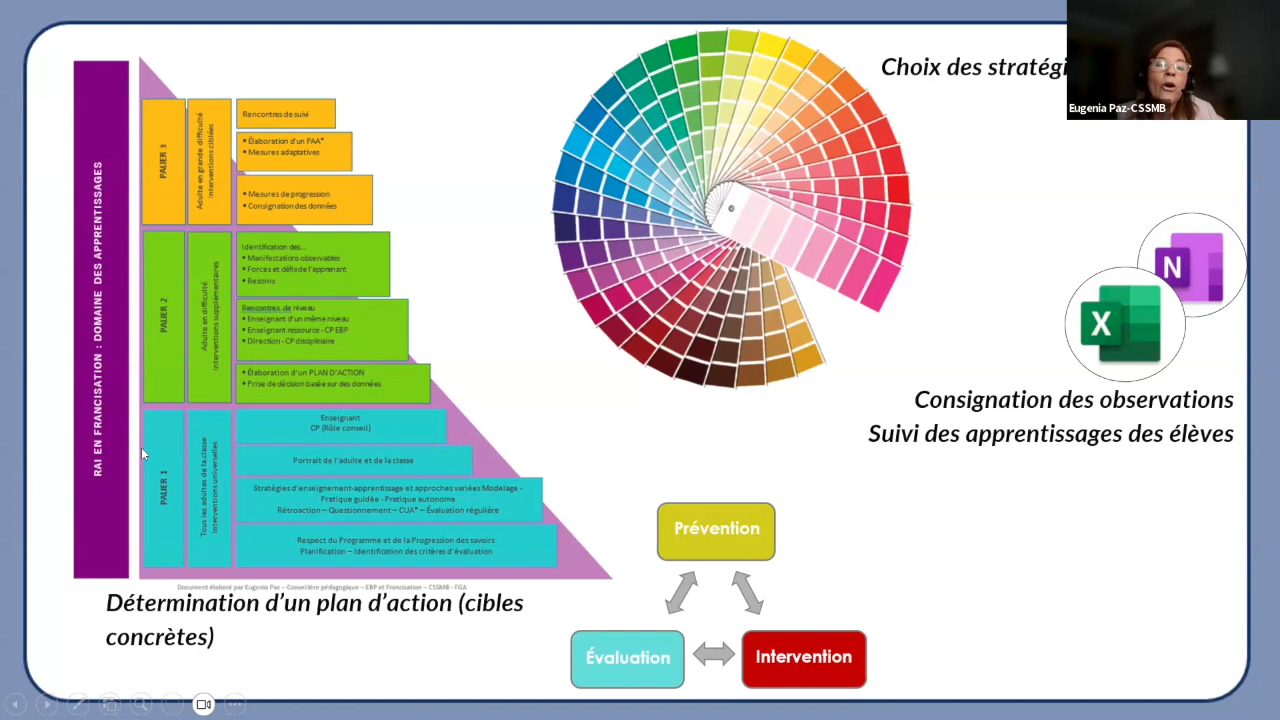 RAI EN FRANCISATION : DOMAINE DES APPRENTISSAGES
PALIER 3
Adulte en grande difficulté
Interventions ciblées
Rencontres de suivi
• Élaboration d'un PAA*
• Mesures adaptatives
• Mesures de progression
• Consignation des données
PALIER 2
Adulte en difficulté
Interventions supplémentaires
Identification des...
• Manifestations observables
• Forces et défis de l'apprenant
• Besoins
Rencontres de niveau
• Enseignant d'un même niveau
• Enseignant ressource - CP EBP
• Direction - CP disciplinaire
• Élaboration d'un PLAN D'ACTION
• Prise de décision basée sur des données
PALIER 1
Tous les adultes de la classe
Interventions universelles
Enseignant
CP (Rôle conseil)
Portrait de l'adulte et de la classe
Stratégies d'enseignement-apprentissage et approches variées Modelage -
Pratique guidée - Pratique autonome
Rétroaction – Questionnement – CUA* – Évaluation régulière
Respect du Programme et de la Progression des savoirs
Planification – Identification des critères d'évaluation
Document élaboré par Eugenia Paz – Conseillère pédagogique – EBP et Francisation – CSSMB - FGA
Détermination d'un plan d'action (cibles
concrètes)
Choix des stratégi
Eugenia Paz-CSSMB
N
X
Consignation des observations
Suivi des apprentissages des élèves
Prévention
Évaluation
Intervention